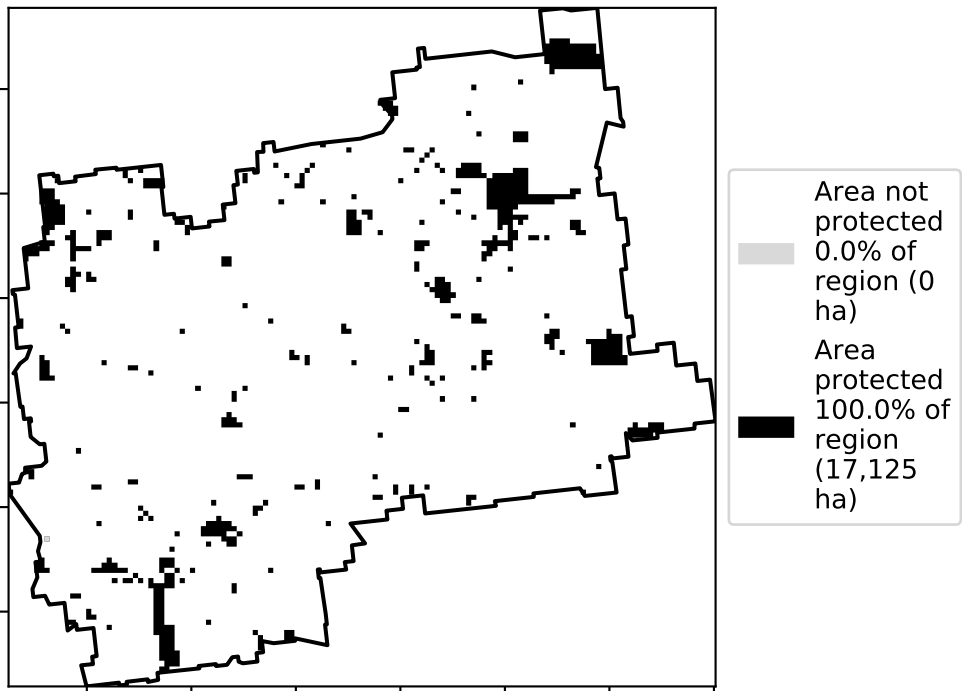 Area not
protected
0.0% of
region (0
ha)
Area
protected
100.0% of
region
(17,125
ha)